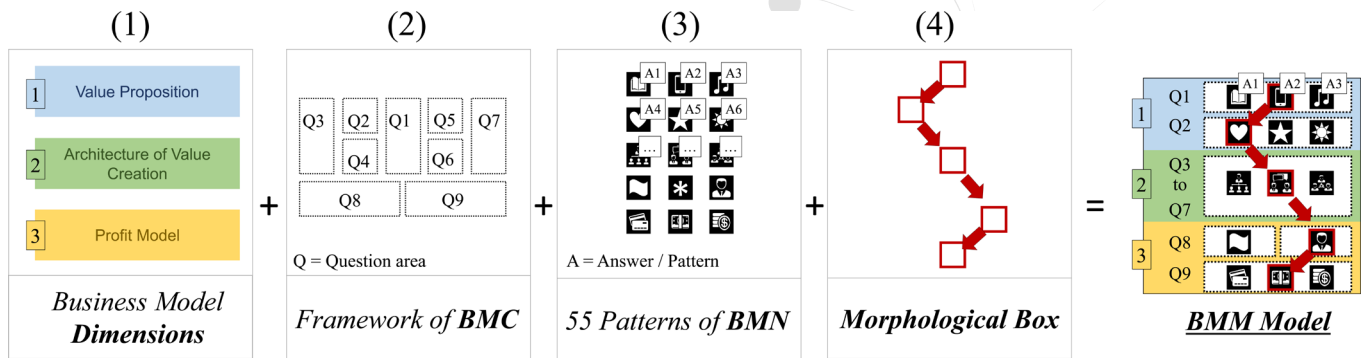 (1)
1
Value Proposition
2
Architecture of Value
Creation
3
Profit Model
Business Model
Dimensions
+
(2)
Q3
Q2
Q1
Q5
Q7
Q4
Q6
Q8
Q9
Q = Question area
Framework of BMC
+
(3)
A1
A2
A3
A4
A5
A6
...
...
...
A = Answer / Pattern
55 Patterns of BMN
+
(4)
Morphological Box
=
A1
A2
A3
1
Q1
Q2
2
Q3
to
Q7
3
Q8
Q9
BMM Model